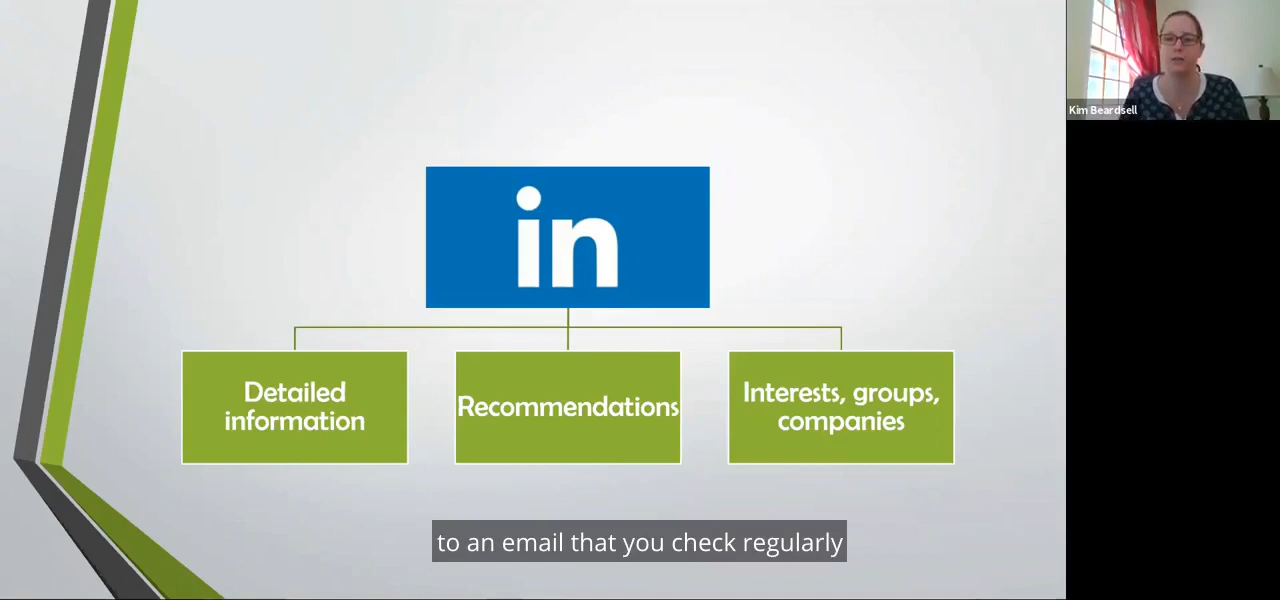 Kim Beardsell
in
Detailed
information
Recommendations
Interests, groups,
companies
to an email that you check regularly